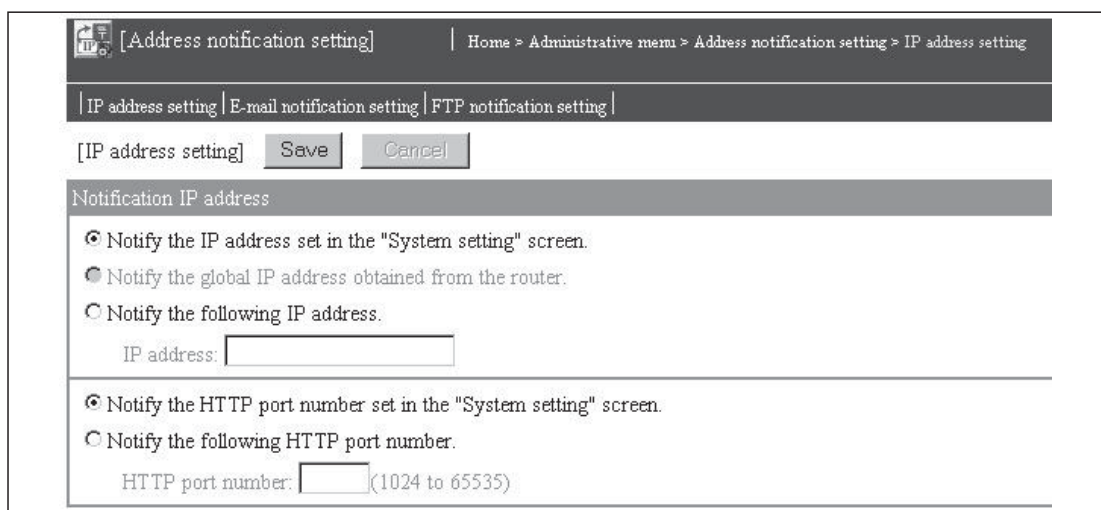 [Address notification setting]
Home > Administrative menu > Address notification setting > IP address setting
IP address setting | E-mail notification setting | FTP notification setting
[IP address setting] Save Cancel
Notification IP address
Notify the IP address set in the "System setting" screen.
Notify the global IP address obtained from the router.
Notify the following IP address.
IP address:
Notify the HTTP port number set in the "System setting" screen.
Notify the following HTTP port number.
HTTP port number: (1024 to 65535)